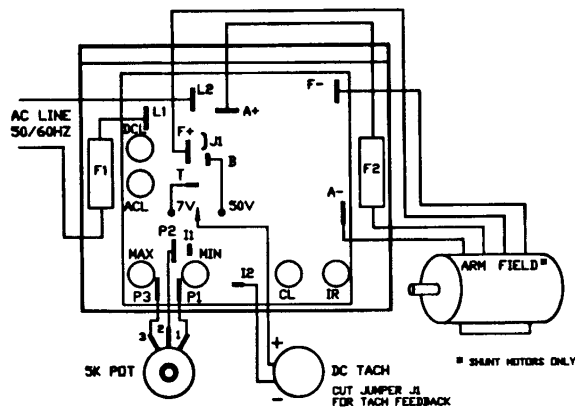 L2
F-
A+
AC LINE
50/60HZ
L1
DCL
F+
J1
B
F1
F2
T
ACL
7V
50V
A-
P2
I1
MAX
MIN
I2
ARM FIELD*
P3
P1
CL
IR
3
2
1
+
-
5K POT
DC TACH
CUT JUMPER J1
FOR TACH FEEDBACK
* SHUNT MOTORS ONLY